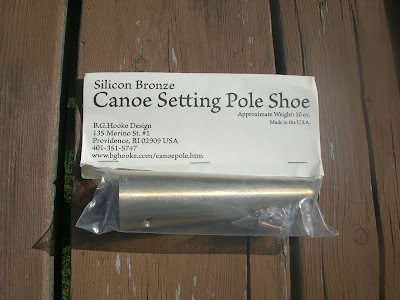 Silicon Bronze
Canoe Setting Pole Shoe
Approximate Weight: 10 oz.
Made in the U.S.A.
B.G.Hooke Design
135 Merino St. #1
Providence, RI 02909 USA
401-351-5747
www.bghooke.com/canoepole.htm